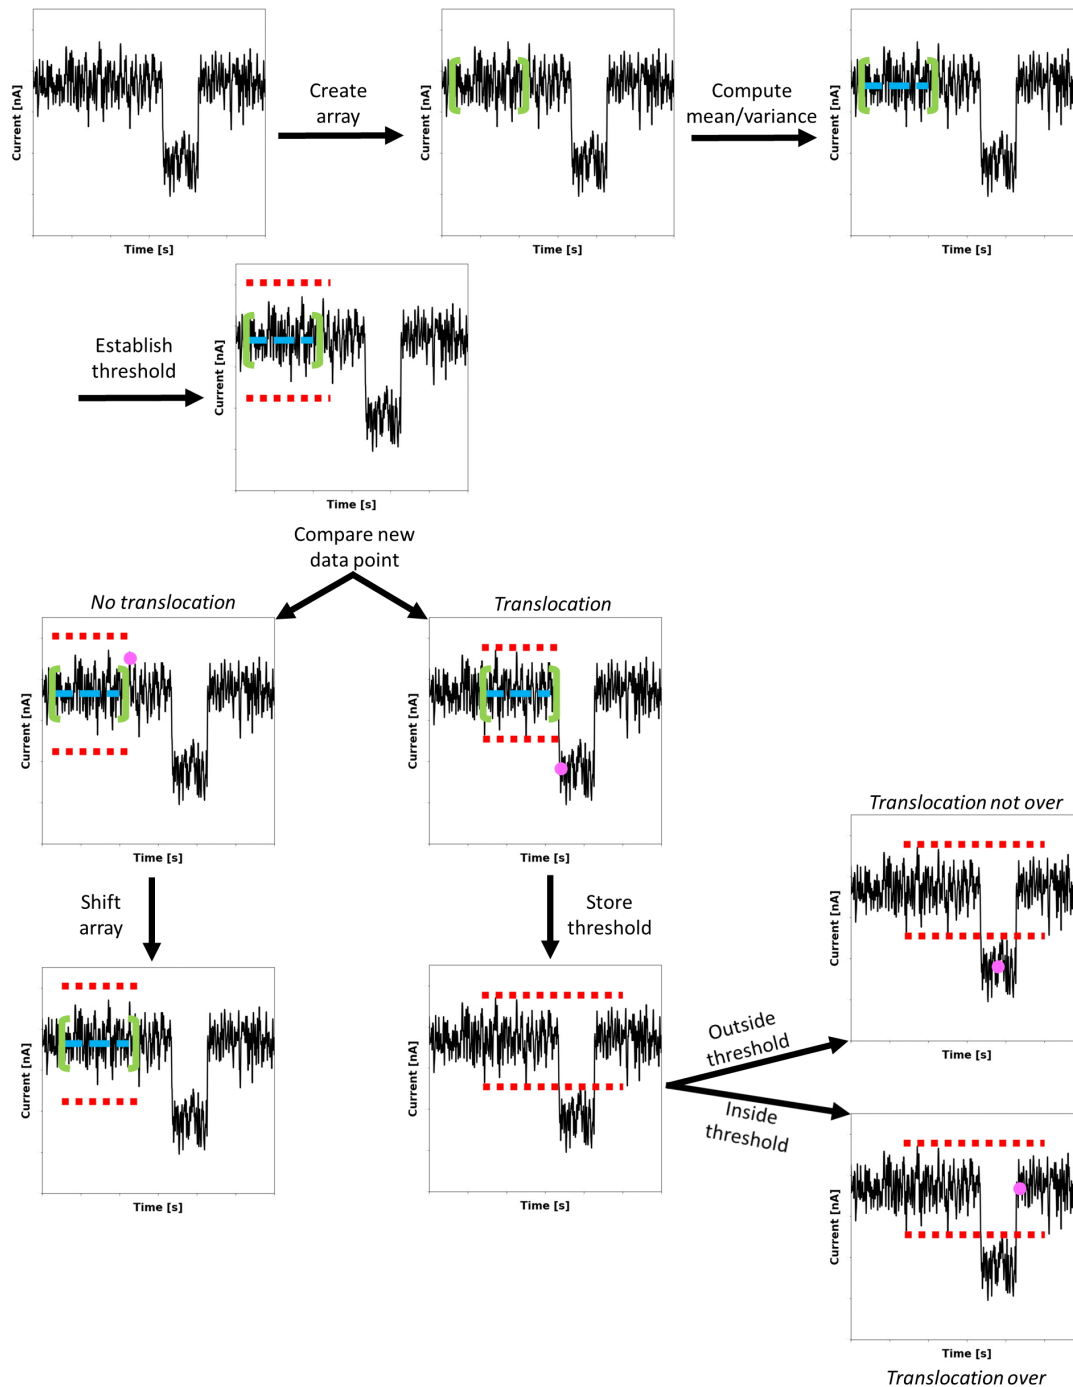 Current [nA]
Time [s]
Create
array
Current [nA]
Time [s]
Compute
mean/variance
Current [nA]
Time [s]
Establish
threshold
Current [nA]
Time [s]
Compare new
data point
No translocation
Current [nA]
Time [s]
Translocation
Current [nA]
Time [s]
Shift
array
Current [nA]
Time [s]
Store
threshold
Current [nA]
Time [s]
Outside
threshold
Inside
threshold
Translocation not over
Current [nA]
Time [s]
Current [nA]
Time [s]
Translocation over